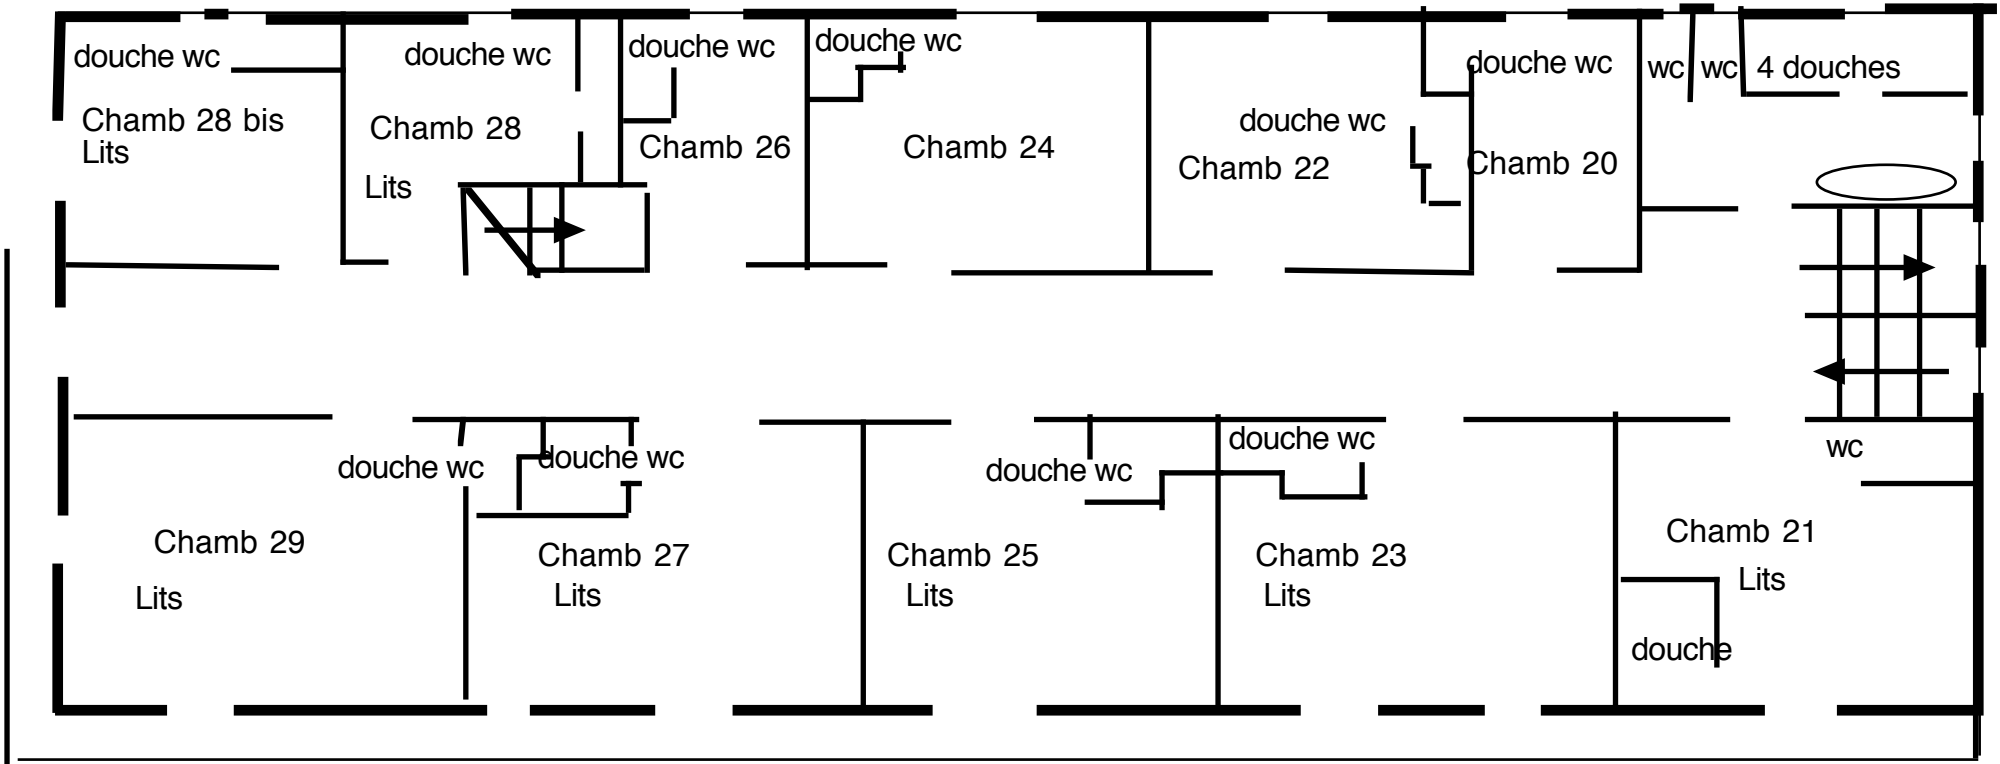 douche wc
douche wc
douche wc
douche wc
douche wc
wc
wc
4 douches
Chamb 28 bis
Lits
Chamb 28
Lits
Chamb 26
Chamb 24
douche wc
Chamb 22
Chamb 20
douche wc
douche wc
douche wc
douche wc
wc
Chamb 29
Lits
Chamb 27
Lits
Chamb 25
Lits
Chamb 23
Lits
Chamb 21
Lits
douche